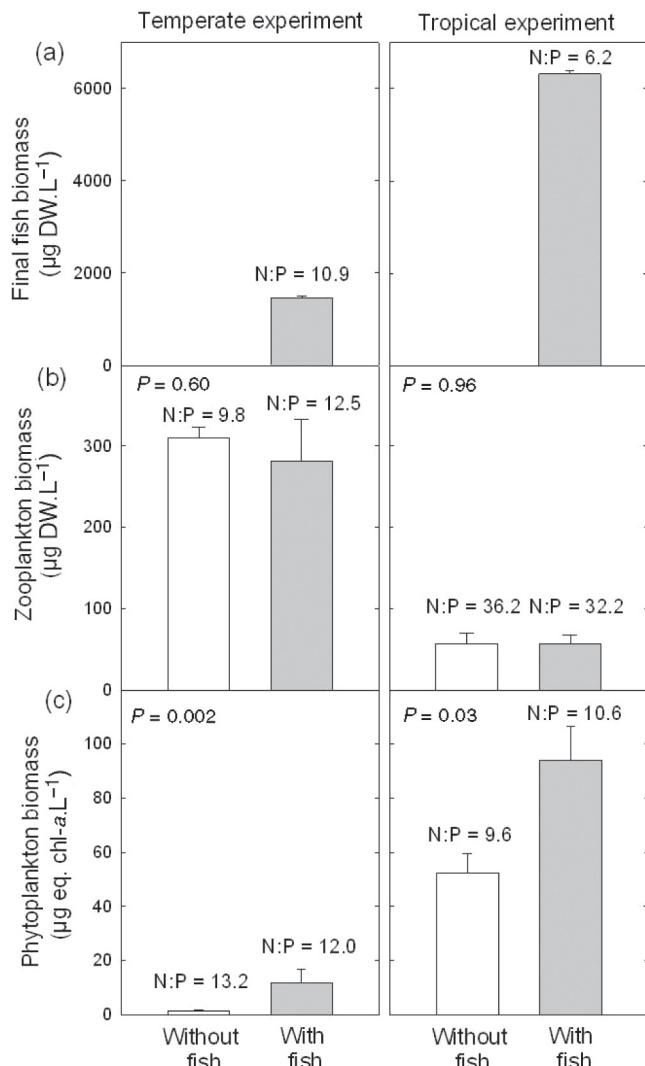 Temperate experiment
Tropical experiment
(a)
Final fish biomass
(µg DW.L⁻¹)
6000
4000
2000
0
N:P = 10.9
N:P = 6.2
(b)
Zooplankton biomass
(µg DW.L⁻¹)
300
200
100
0
P = 0.60
N:P = 9.8
N:P = 12.5
P = 0.96
N:P = 36.2
N:P = 32.2
(c)
Phytoplankton biomass
(µg eq. chl-a.L⁻¹)
100
80
60
40
20
0
P = 0.002
N:P = 13.2
N:P = 12.0
P = 0.03
N:P = 9.6
N:P = 10.6
Without
fish
With
fish
Without
fish
With
fish